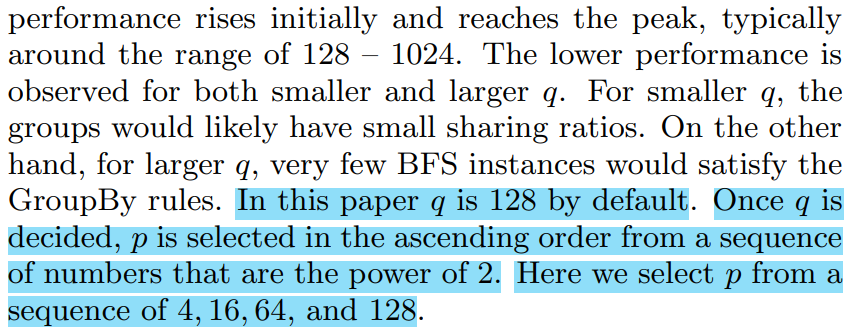 performance rises initially and reaches the peak, typically
around the range of 128 – 1024. The lower performance is
observed for both smaller and larger q. For smaller q, the
groups would likely have small sharing ratios. On the other
hand, for larger q, very few BFS instances would satisfy the
GroupBy rules. In this paper q is 128 by default. Once q is
decided, p is selected in the ascending order from a sequence
of numbers that are the power of 2. Here we select p from a
sequence of 4, 16, 64, and 128.